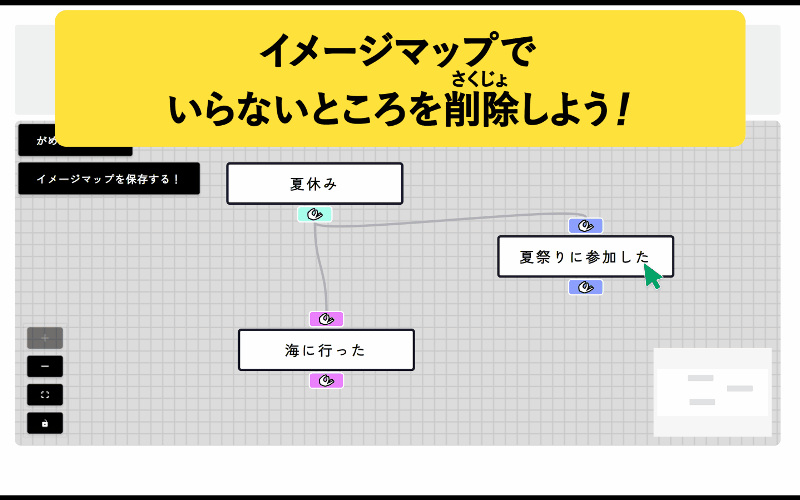 イメージマップで
さくじょ
いらないところを削除しよう!
がめ
イメージマップを保存する!
夏休み
夏祭りに参加した
海に行った